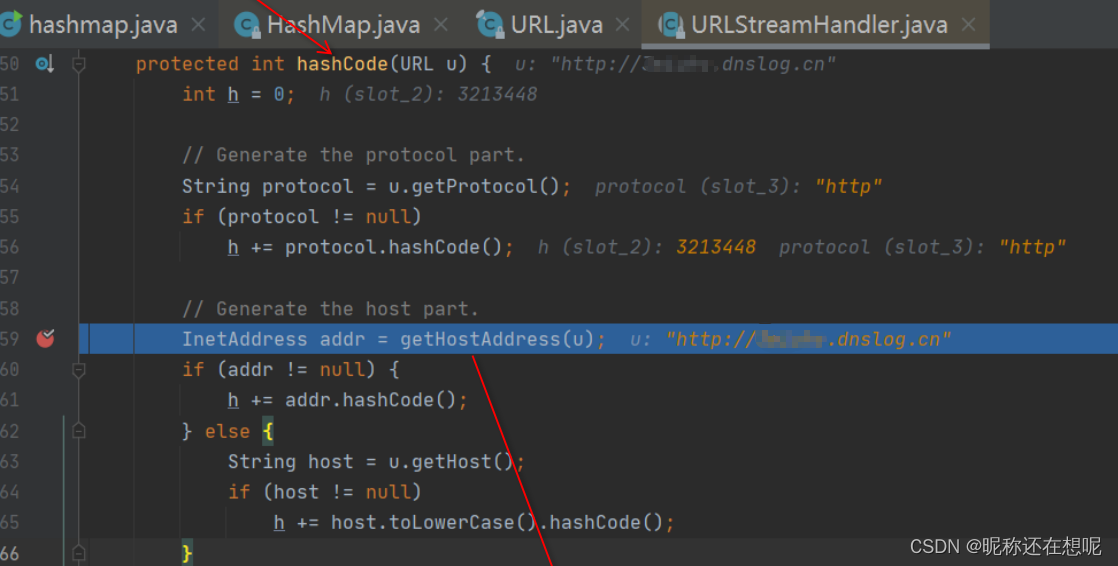 hashmap.java HashMap.java URL.java URLStreamHandler.java
50 protected int hashCode(URL u) { u: "http://.dnslog.cn"
51 int h = 0; h (slot_2): 3213448
52
53 // Generate the protocol part.
54 String protocol = u.getProtocol(); protocol (slot_3): "http"
55 if (protocol != null)
56 h += protocol.hashCode(); h (slot_2): 3213448 protocol (slot_3): "http"
57
58 // Generate the host part.
59 InetAddress addr = getHostAddress(u); u: "http://.dnslog.cn"
60 if (addr != null) {
61 h += addr.hashCode();
62 } else {
63 String host = u.getHost();
64 if (host != null)
65 h += host.toLowerCase().hashCode();
66 }
CSDN @昵称还在想呢